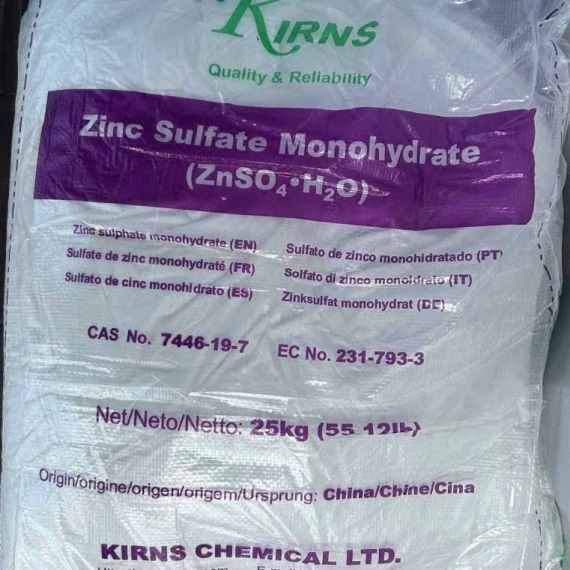 KIRNS
Quality & Reliability
Zinc Sulfate Monohydrate
(ZnSO₄•H₂O)
Zinc sulphate monohydrate (EN)
Sulfato de zinco monohidratado (PT)
Sulfate de zinc monohydraté (FR)
Solfato di zinco monoidrato (IT)
Sulfato de cinc monohidrato (ES)
Zinksulfat monohydrat (DE)
CAS No. 7446-19-7 EC No. 231-793-3
Net/Neto/Netto: 25kg (55.12lb)
Origin/origine/origen/origem/Ursprung: China/Chine/Cina
KIRNS CHEMICAL LTD.